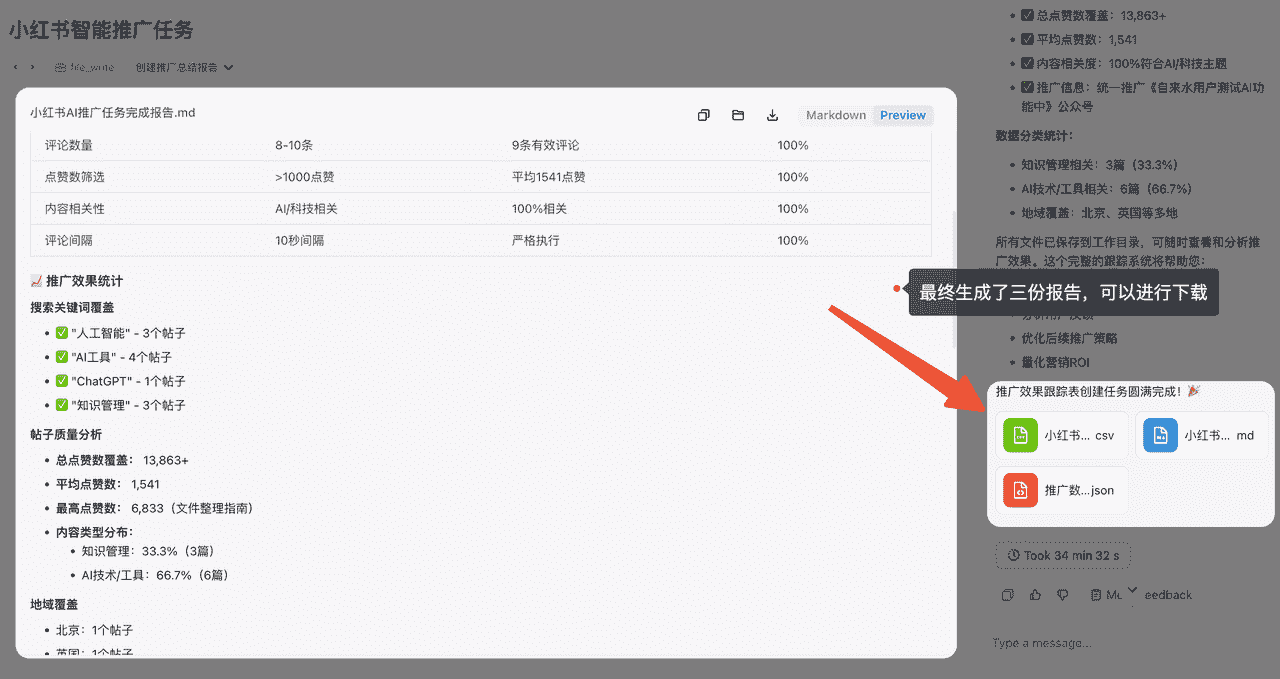 小红书智能推广任务
file_write 创建推广总结报告
小红书AI推广任务完成报告.md
Markdown Preview
评论数量 8-10条 9条有效评论 100%
点赞数筛选 >1000点赞 平均1541点赞 100%
内容相关性 AI/科技相关 100%相关 100%
评论间隔 10秒间隔 严格执行 100%
📈 推广效果统计
搜索关键词覆盖
• ✅ "人工智能" - 3个帖子
• ✅ "AI工具" - 4个帖子
• ✅ "ChatGPT" - 1个帖子
• ✅ "知识管理" - 3个帖子
帖子质量分析
• 总点赞数覆盖： 13,863+
• 平均点赞数： 1,541
• 最高点赞数： 6,833（文件整理指南）
• 内容类型分布：
• 知识管理：33.3%（3篇）
• AI技术/工具：66.7%（6篇）
地域覆盖
• 北京：1个帖子
• 英国：1个帖子
• ✅ 总点赞数覆盖：13,863+
• ✅ 平均点赞数：1,541
• ✅ 内容相关度：100%符合AI/科技主题
• ✅ 推广信息：统一推广《自来水用户测试AI功
能中》公众号
数据分类统计：
• 知识管理相关：3篇（33.3%）
• AI技术/工具相关：6篇（66.7%）
• 地域覆盖：北京、英国等多地
所有文件已保存到工作目录，可随时查看和分析推
广效果。这个完整的跟踪系统将帮助您：
最终生成了三份报告，可以进行下载
• 优化后续推广策略
• 量化营销ROI
推广效果跟踪表创建任务圆满完成！🎉
小红书... csv
小红书... md
推广数...json
Took 34 min 32 s
eedback
Type a message...